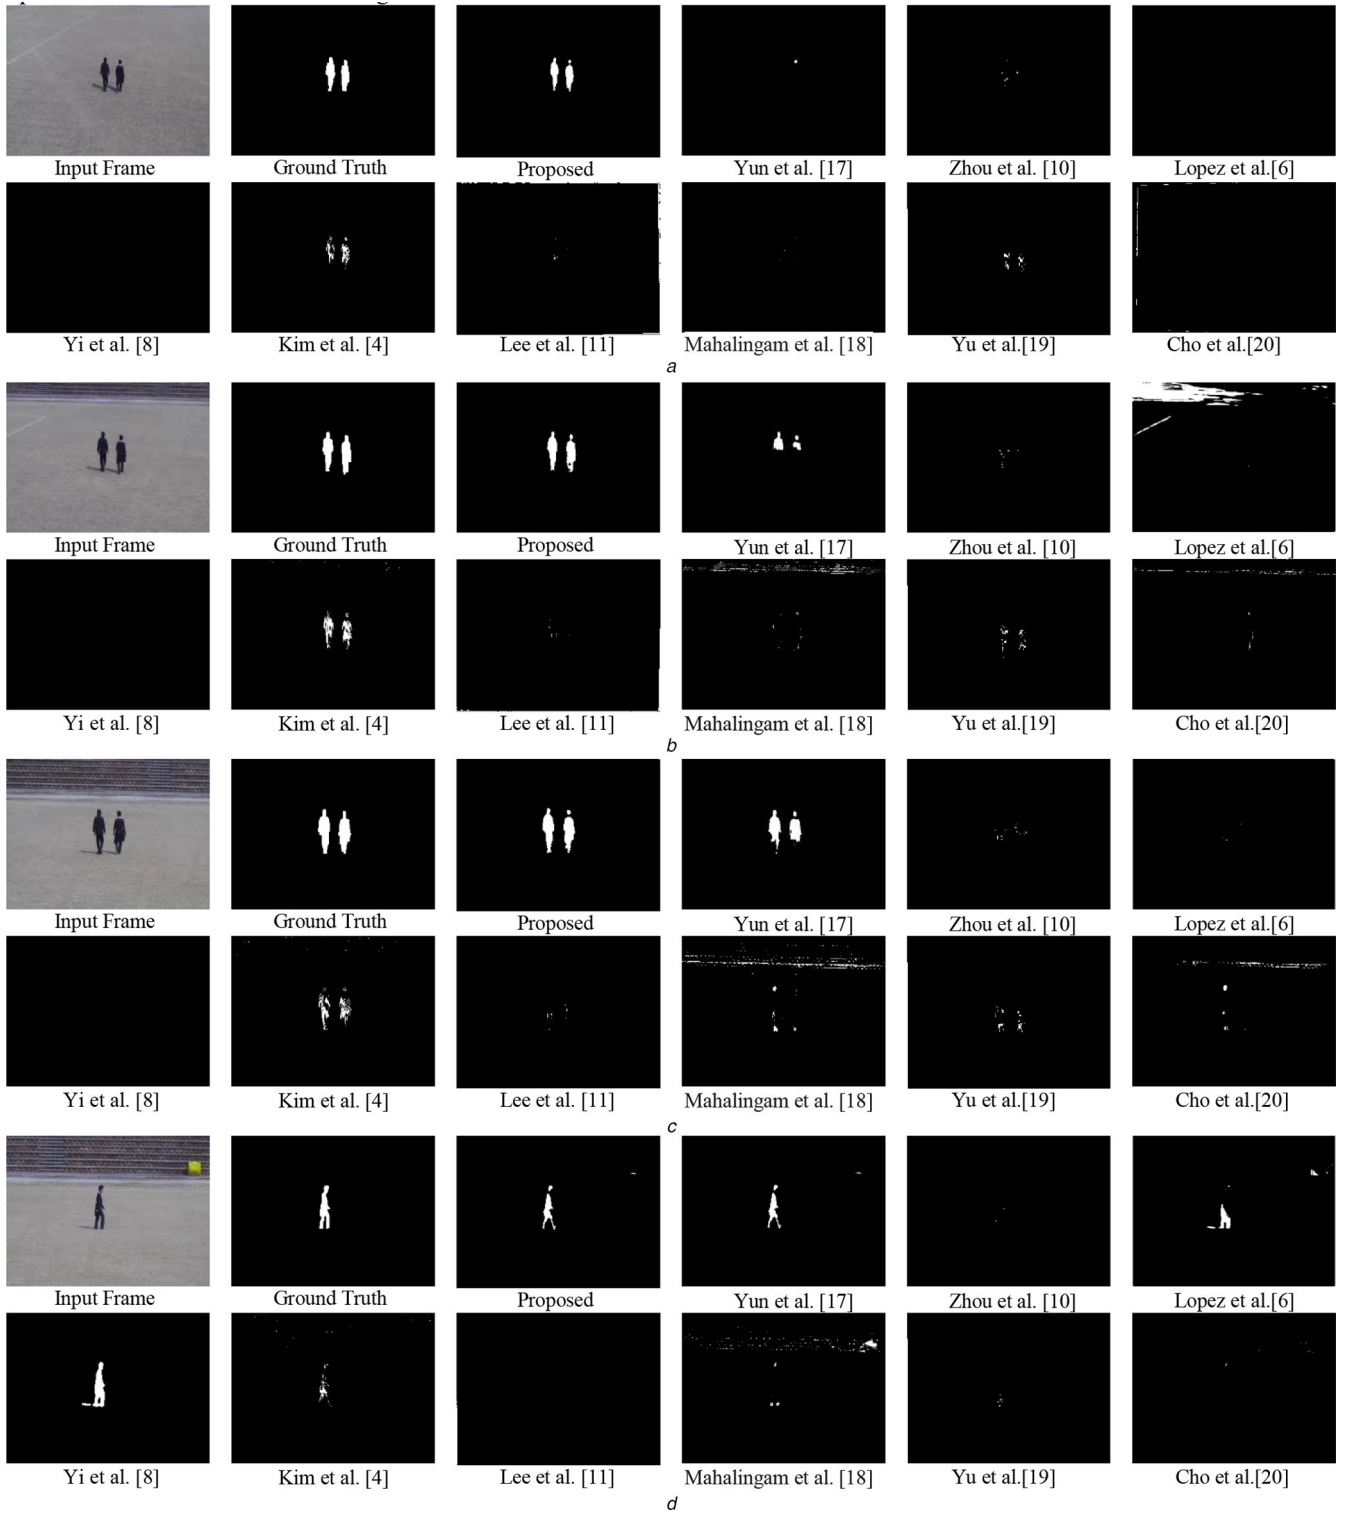 Input Frame Ground Truth Proposed Yun et al. [17] Zhou et al. [10] Lopez et al.[6]
Yi et al. [8] Kim et al. [4] Lee et al. [11] Mahalingam et al. [18] Yu et al.[19] Cho et al.[20]
a
Input Frame Ground Truth Proposed Yun et al. [17] Zhou et al. [10] Lopez et al.[6]
Yi et al. [8] Kim et al. [4] Lee et al. [11] Mahalingam et al. [18] Yu et al.[19] Cho et al.[20]
b
Input Frame Ground Truth Proposed Yun et al. [17] Zhou et al. [10] Lopez et al.[6]
Yi et al. [8] Kim et al. [4] Lee et al. [11] Mahalingam et al. [18] Yu et al.[19] Cho et al.[20]
c
Input Frame Ground Truth Proposed Yun et al. [17] Zhou et al. [10] Lopez et al.[6]
Yi et al. [8] Kim et al. [4] Lee et al. [11] Mahalingam et al. [18] Yu et al.[19] Cho et al.[20]
d